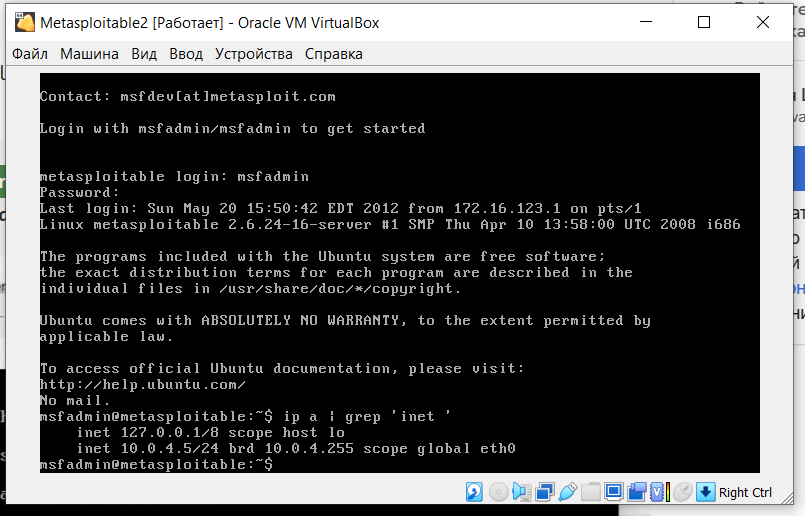 Metasploitable2 [Работает] - Oracle VM VirtualBox
Файл Машина Вид Ввод Устройства Справка
Contact: msfdev[at]metasploit.com
Login with msfadmin/msfadmin to get started
metasploitable login: msfadmin
Password:
Last login: Sun May 20 15:50:42 EDT 2012 from 172.16.123.1 on pts/1
Linux metasploitable 2.6.24-16-server #1 SMP Thu Apr 10 13:58:00 UTC 2008 i686
The programs included with the Ubuntu system are free software;
the exact distribution terms for each program are described in the
individual files in /usr/share/doc/*/copyright.
Ubuntu comes with ABSOLUTELY NO WARRANTY, to the extent permitted by
applicable law.
To access official Ubuntu documentation, please visit:
http://help.ubuntu.com/
No mail.
msfadmin@metasploitable:~$ ip a | grep 'inet '
inet 127.0.0.1/8 scope host lo
inet 10.0.4.5/24 brd 10.0.4.255 scope global eth0
msfadmin@metasploitable:~$
Right Ctrl